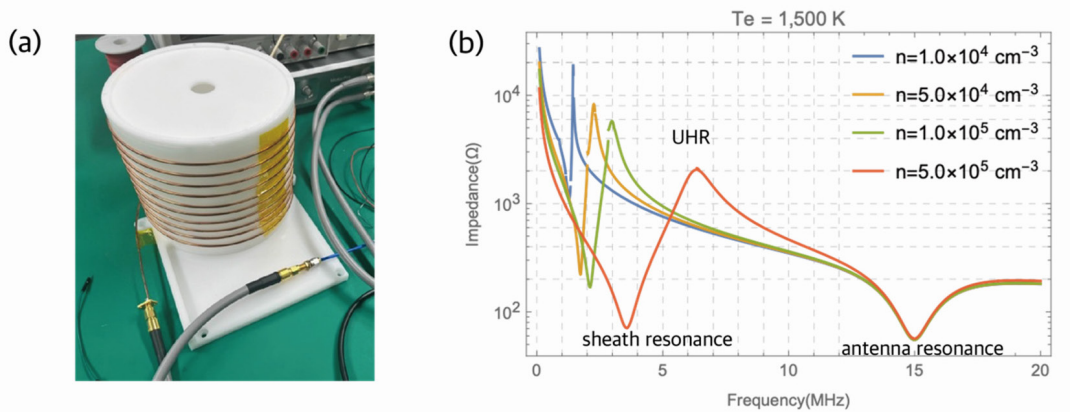 (a)
(b)
Te = 1,500 K
n=1.0×10⁴ cm⁻³
n=5.0×10⁴ cm⁻³
n=1.0×10⁵ cm⁻³
n=5.0×10⁵ cm⁻³
10⁴
10³
10²
Impedance(Ω)
UHR
sheath resonance
antenna resonance
0 5 10 15 20
Frequency(MHz)